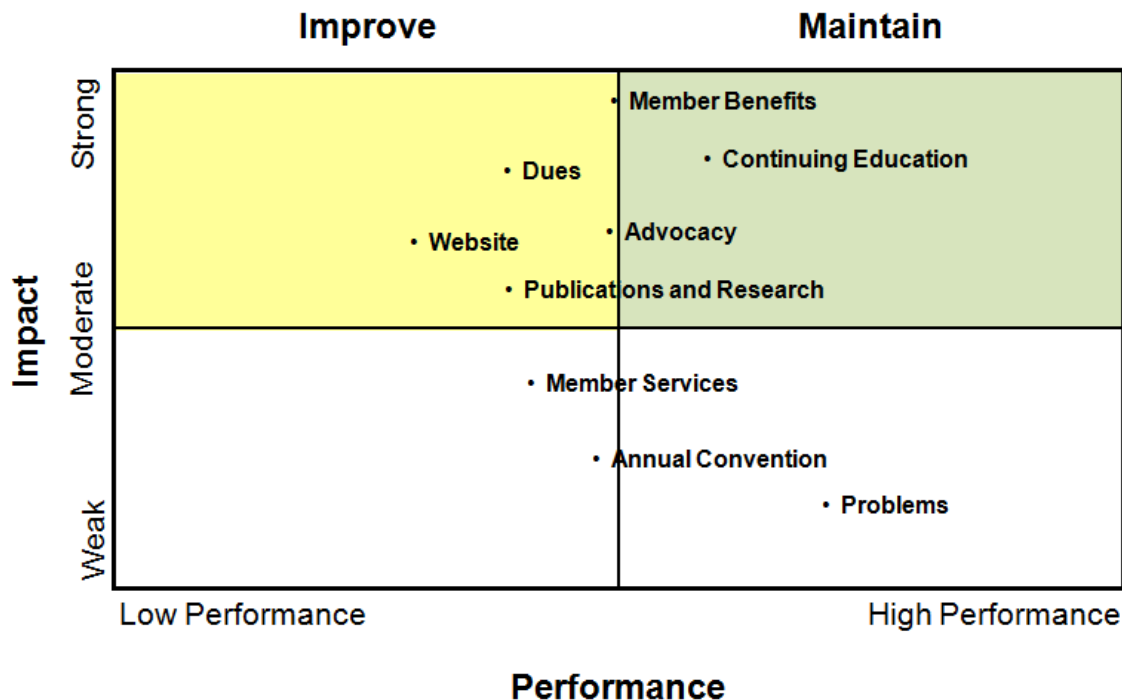 Improve
Maintain
Strong
Moderate
Weak
Impact
Member Benefits
Continuing Education
Dues
Advocacy
Website
Publications and Research
Member Services
Annual Convention
Problems
Low Performance
High Performance
Performance